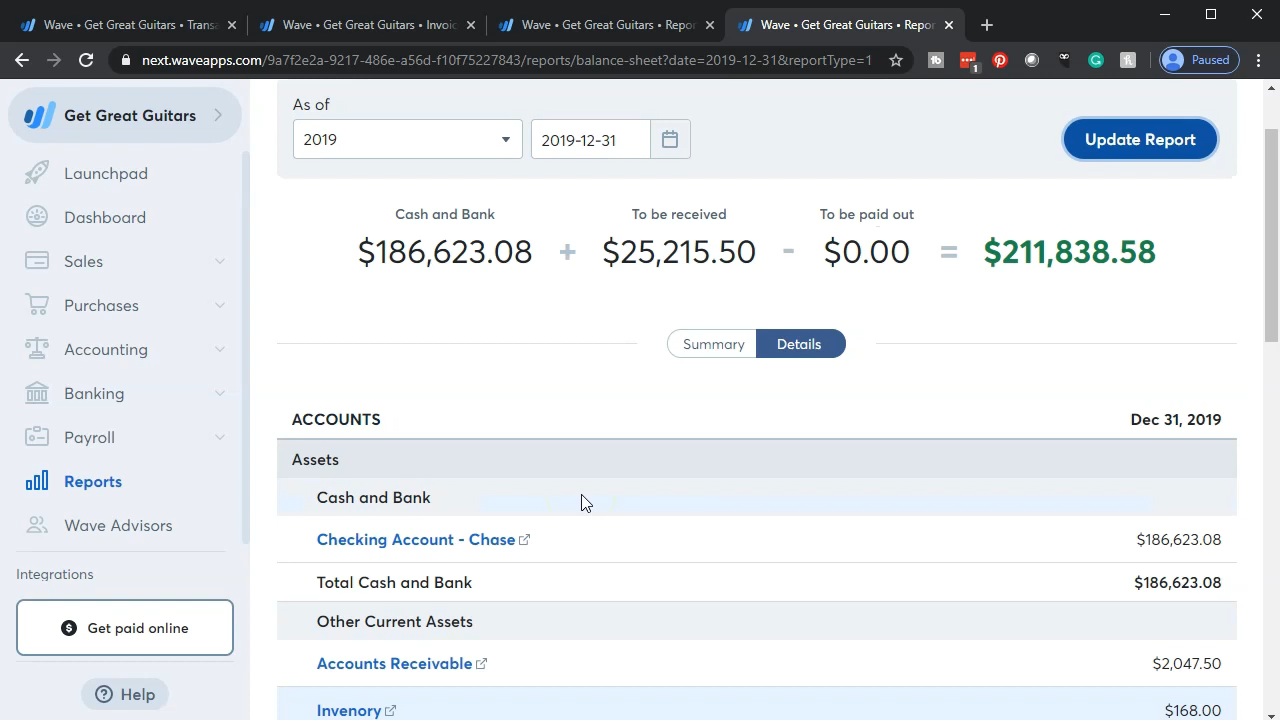 Wave • Get Great Guitars • Transa
Wave • Get Great Guitars • Invoic
Wave • Get Great Guitars • Repor
Wave • Get Great Guitars • Repor
next.waveapps.com/9a7f2e2a-9217-486e-a56d-f10f75227843/reports/balance-sheet?date=2019-12-31&reportType=1
1
Paused
Get Great Guitars
Launchpad
Dashboard
Sales
Purchases
Accounting
Banking
Payroll
Reports
Wave Advisors
Integrations
Get paid online
Help
As of
2019
2019-12-31
Update Report
Cash and Bank
To be received
To be paid out
$186,623.08 + $25,215.50 - $0.00 = $211,838.58
Summary
Details
ACCOUNTS Dec 31, 2019
Assets
Cash and Bank
Checking Account - Chase $186,623.08
Total Cash and Bank $186,623.08
Other Current Assets
Accounts Receivable $2,047.50
Invenory $168.00